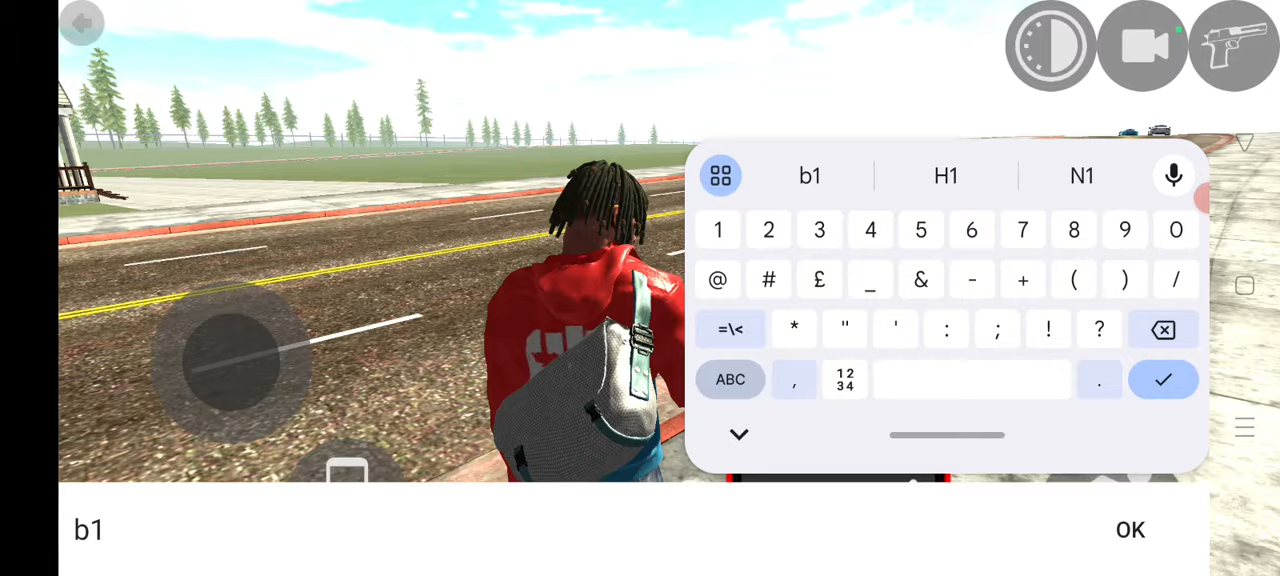 b1 H1 N1
1 2 3 4 5 6 7 8 9 0
@ # £ _ & - + ( ) /
=\< * " ' : ; ! ?
ABC , 12 34 .
b1 OK